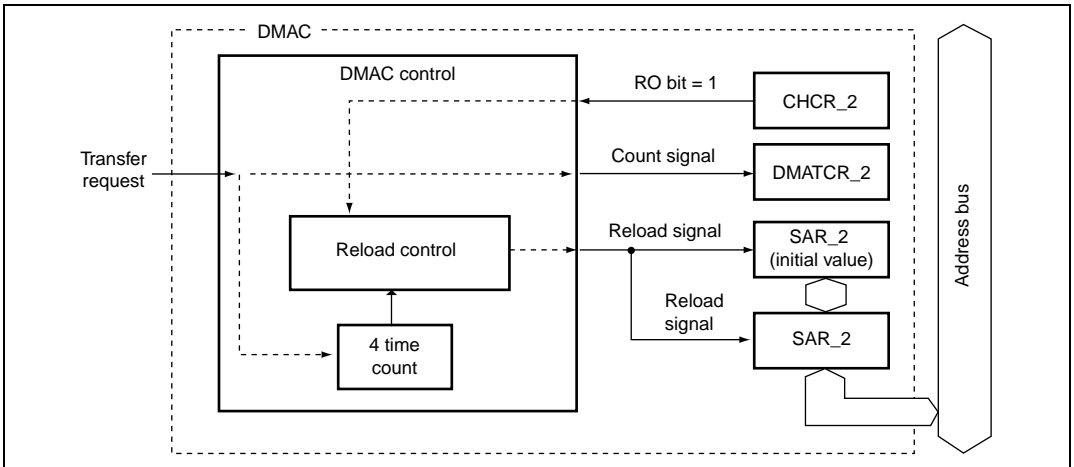 DMAC
DMAC control
RO bit = 1
CHCR_2
Transfer
request
Count signal
DMATCR_2
Reload control
Reload signal
SAR_2
(initial value)
4 time
count
Reload
signal
SAR_2
Address bus